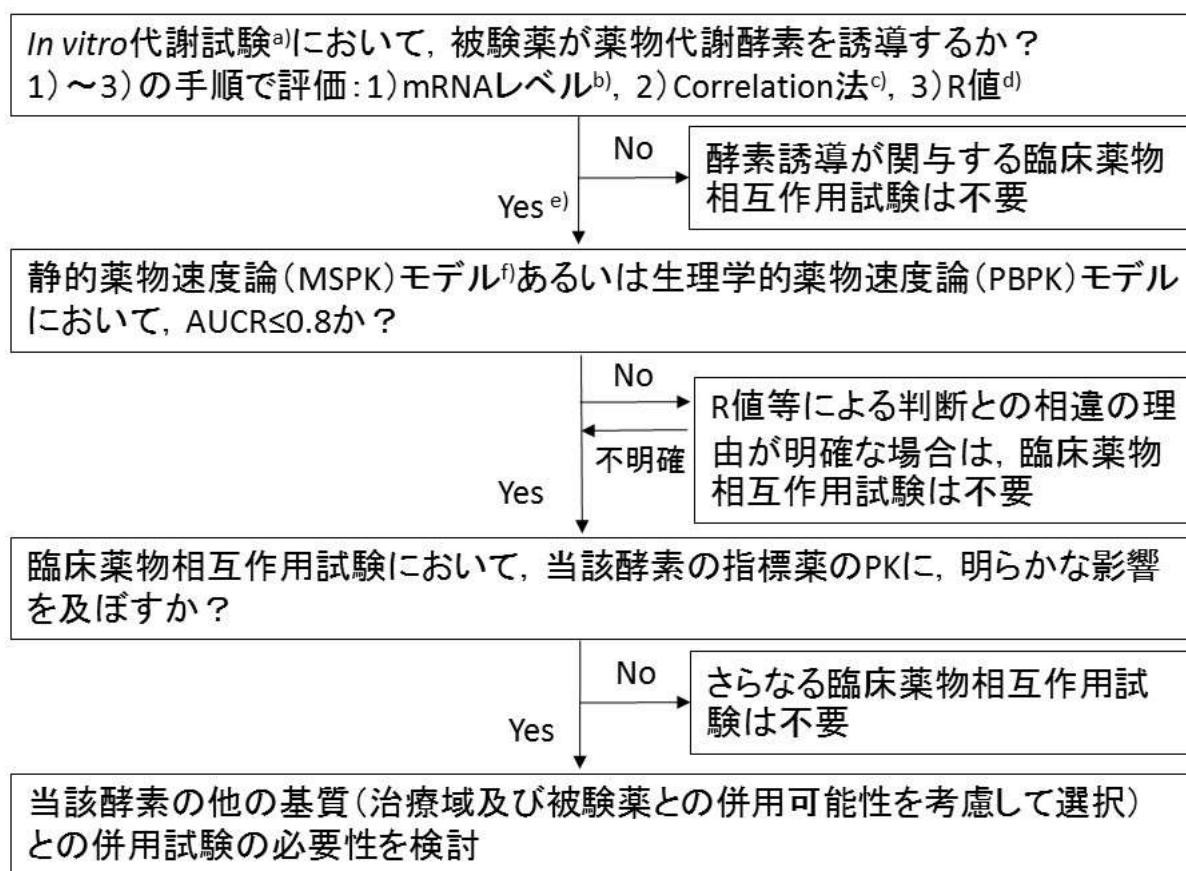 In vitro代謝試験a)において，被験薬が薬物代謝酵素を誘導するか？
1）～3）の手順で評価：1）mRNAレベルb)，2）Correlation法c)，3）R値d)
No
酵素誘導が関与する臨床薬物
相互作用試験は不要
Yes e)
静的薬物速度論（MSPK）モデルf)あるいは生理学的薬物速度論（PBPK）モデル
において，AUCR≤0.8か？
No
R値等による判断との相違の理
由が明確な場合は，臨床薬物
相互作用試験は不要
不明確
Yes
臨床薬物相互作用試験において，当該酵素の指標薬のPKに，明らかな影響
を及ぼすか？
No
さらなる臨床薬物相互作用試
験は不要
Yes
当該酵素の他の基質（治療域及び被験薬との併用可能性を考慮して選択）
との併用試験の必要性を検討